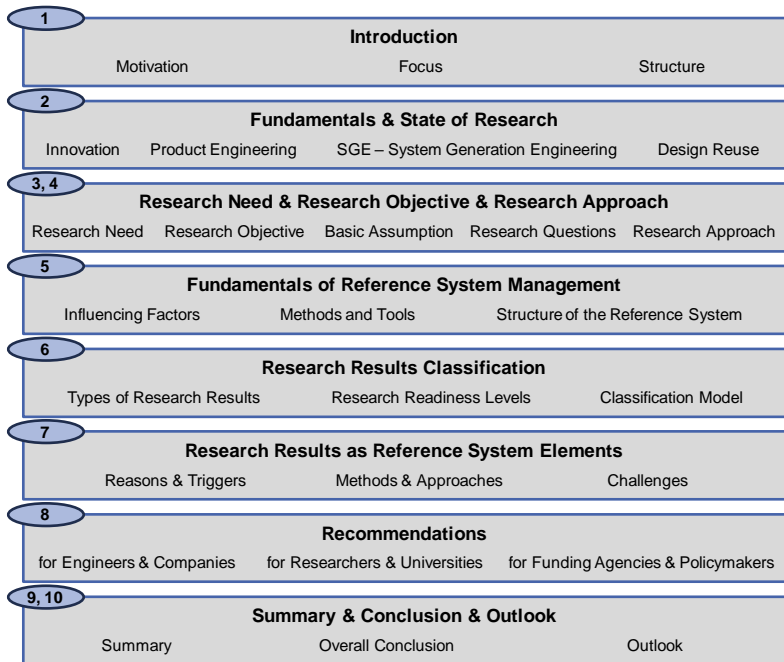 1
Introduction
Motivation Focus Structure
2
Fundamentals & State of Research
Innovation Product Engineering SGE – System Generation Engineering Design Reuse
3, 4
Research Need & Research Objective & Research Approach
Research Need Research Objective Basic Assumption Research Questions Research Approach
5
Fundamentals of Reference System Management
Influencing Factors Methods and Tools Structure of the Reference System
6
Research Results Classification
Types of Research Results Research Readiness Levels Classification Model
7
Research Results as Reference System Elements
Reasons & Triggers Methods & Approaches Challenges
8
Recommendations
for Engineers & Companies for Researchers & Universities for Funding Agencies & Policymakers
9, 10
Summary & Conclusion & Outlook
Summary Overall Conclusion Outlook